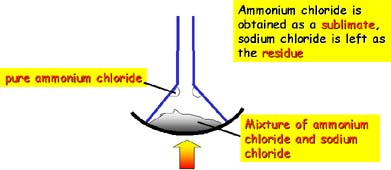 Ammonium chloride is
obtained as a sublimate,
sodium chloride is left as
the residue
pure ammonium chloride
Mixture of ammonium
chloride and sodium
chloride